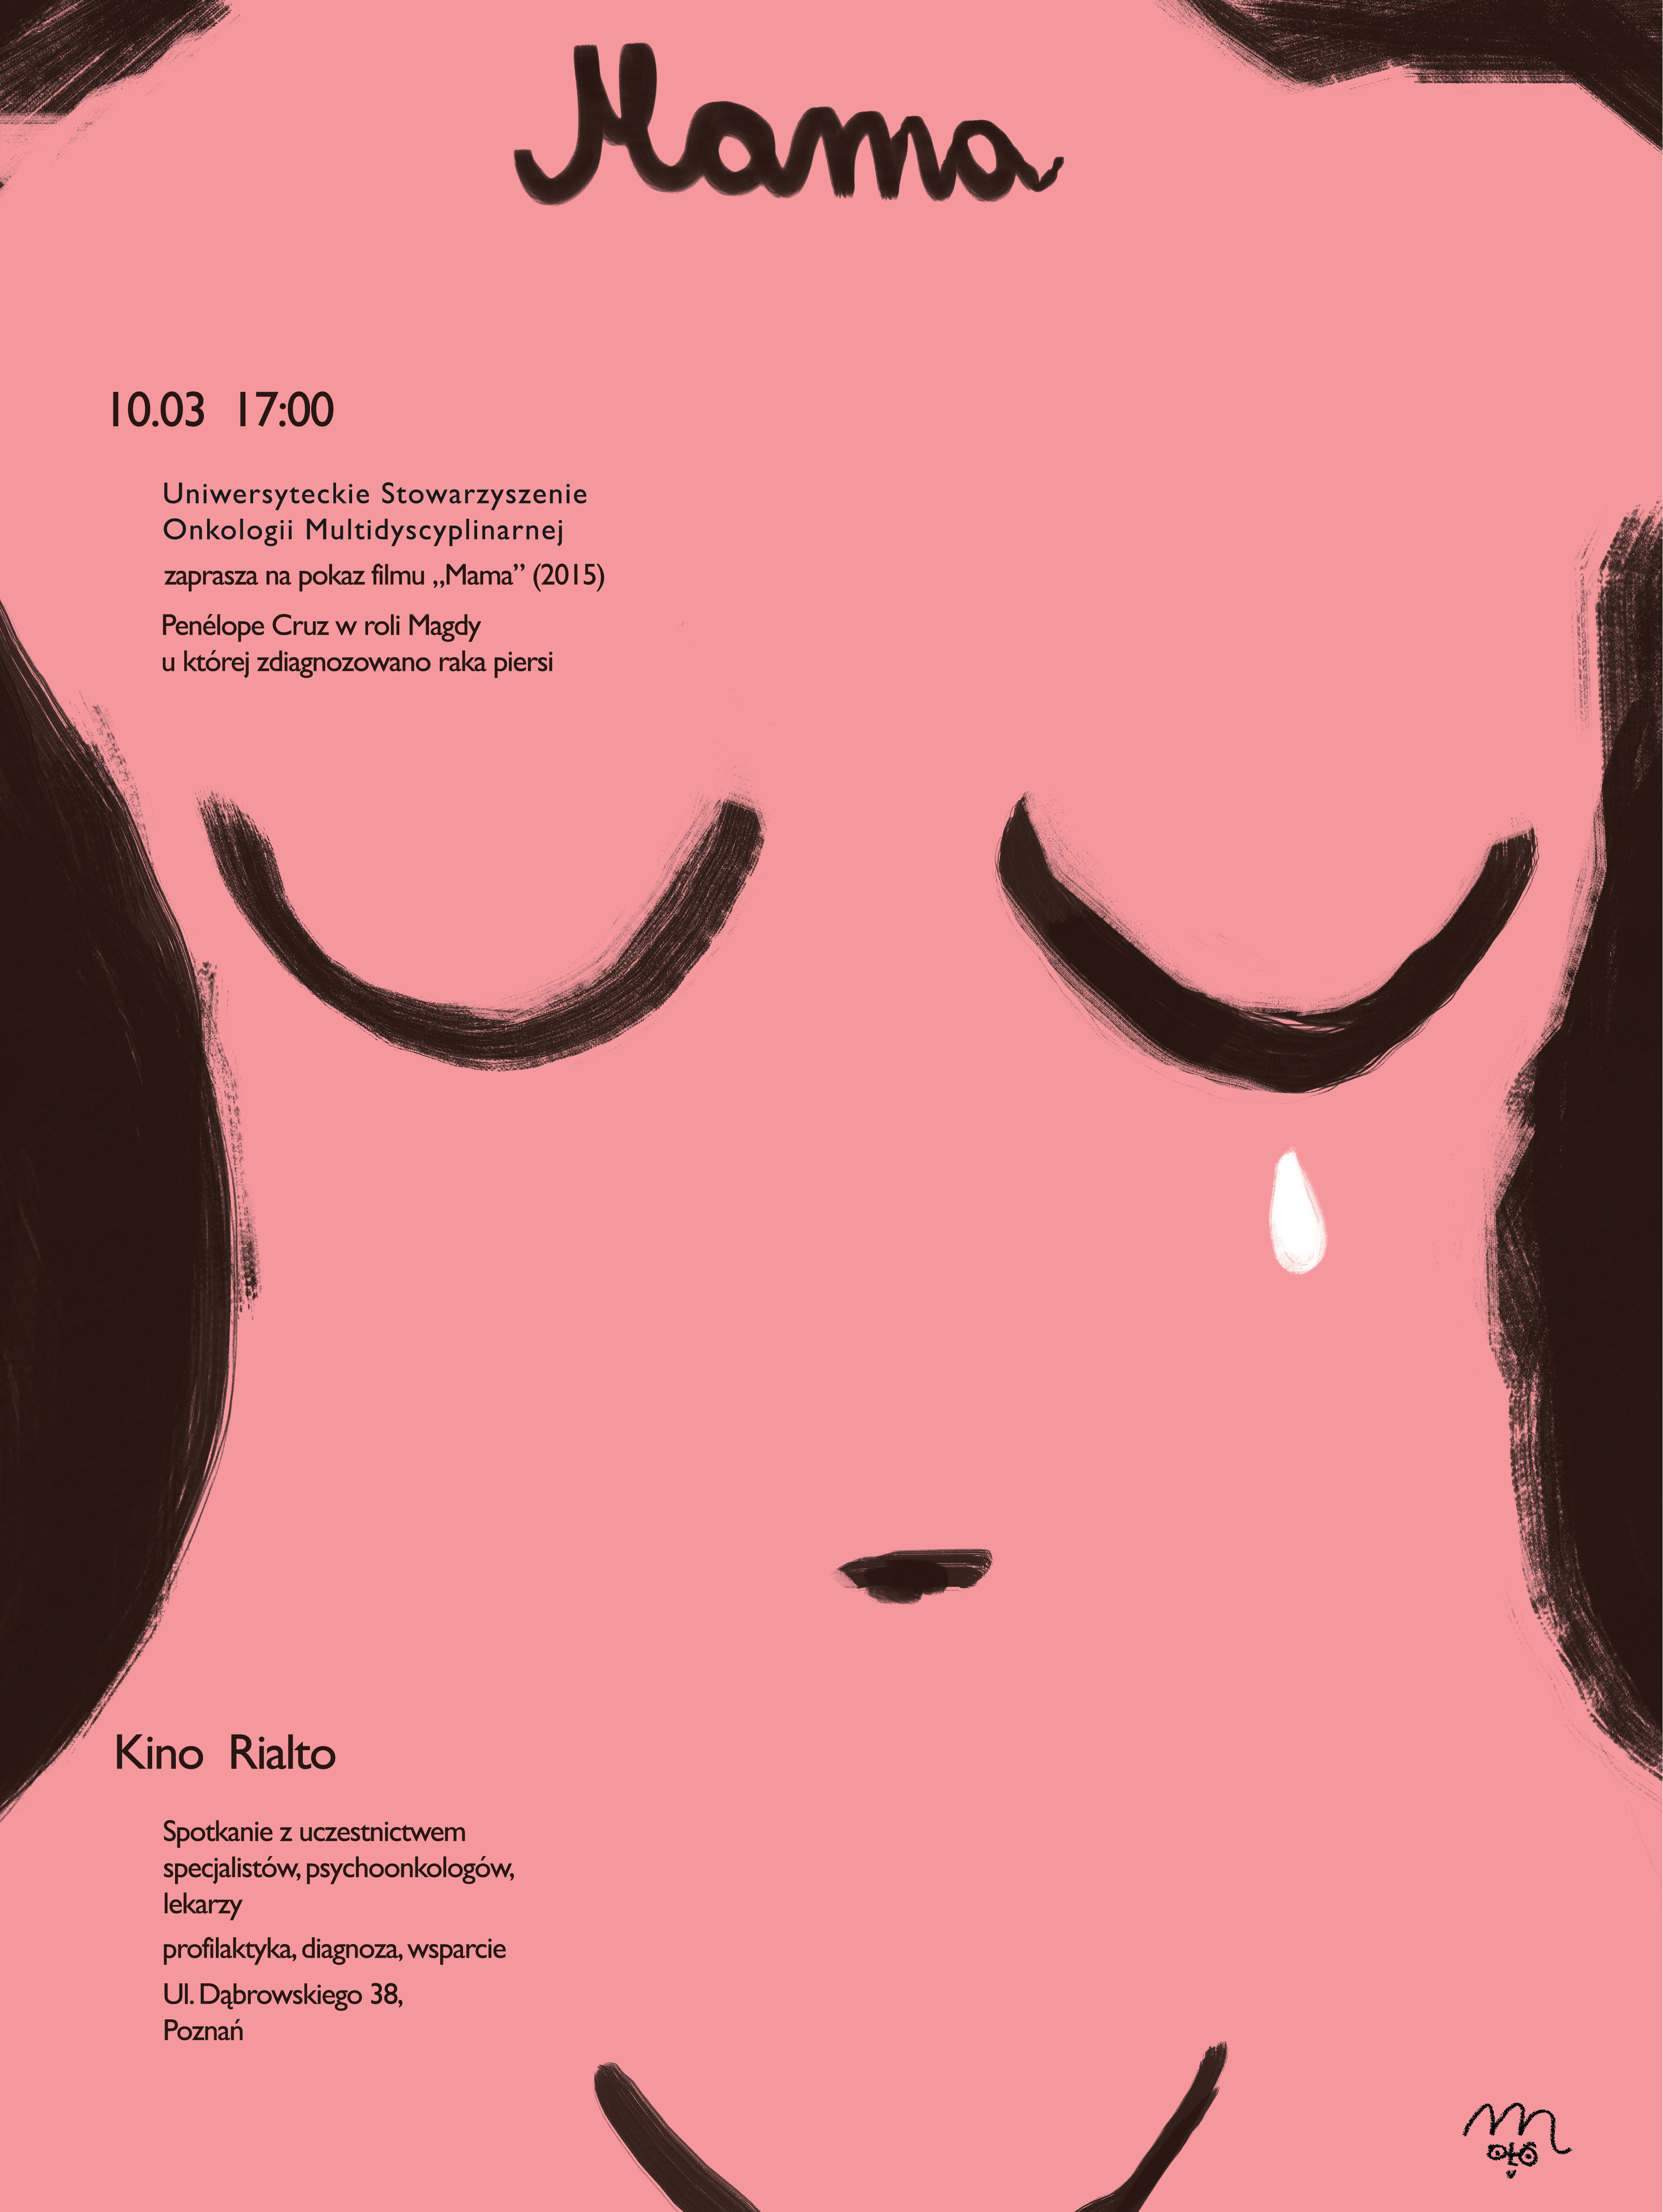 Mama
10.03 17:00
Uniwersyteckie Stowarzyszenie
Onkologii Multidyscyplinarnej
zaprasza na pokaz filmu „Mama” (2015)
Penélope Cruz w roli Magdy
u której zdiagnozowano raka piersi
Kino Rialto
Spotkanie z uczestnictwem
specjalistów, psychoonkologów,
lekarzy
profilaktyka, diagnoza, wsparcie
Ul. Dąbrowskiego 38,
Poznań